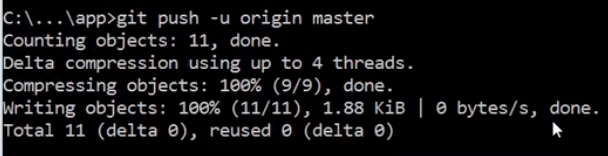 C:\...\app>git push -u origin master
Counting objects: 11, done.
Delta compression using up to 4 threads.
Compressing objects: 100% (9/9), done.
Writing objects: 100% (11/11), 1.88 KiB | 0 bytes/s, done.
Total 11 (delta 0), reused 0 (delta 0)